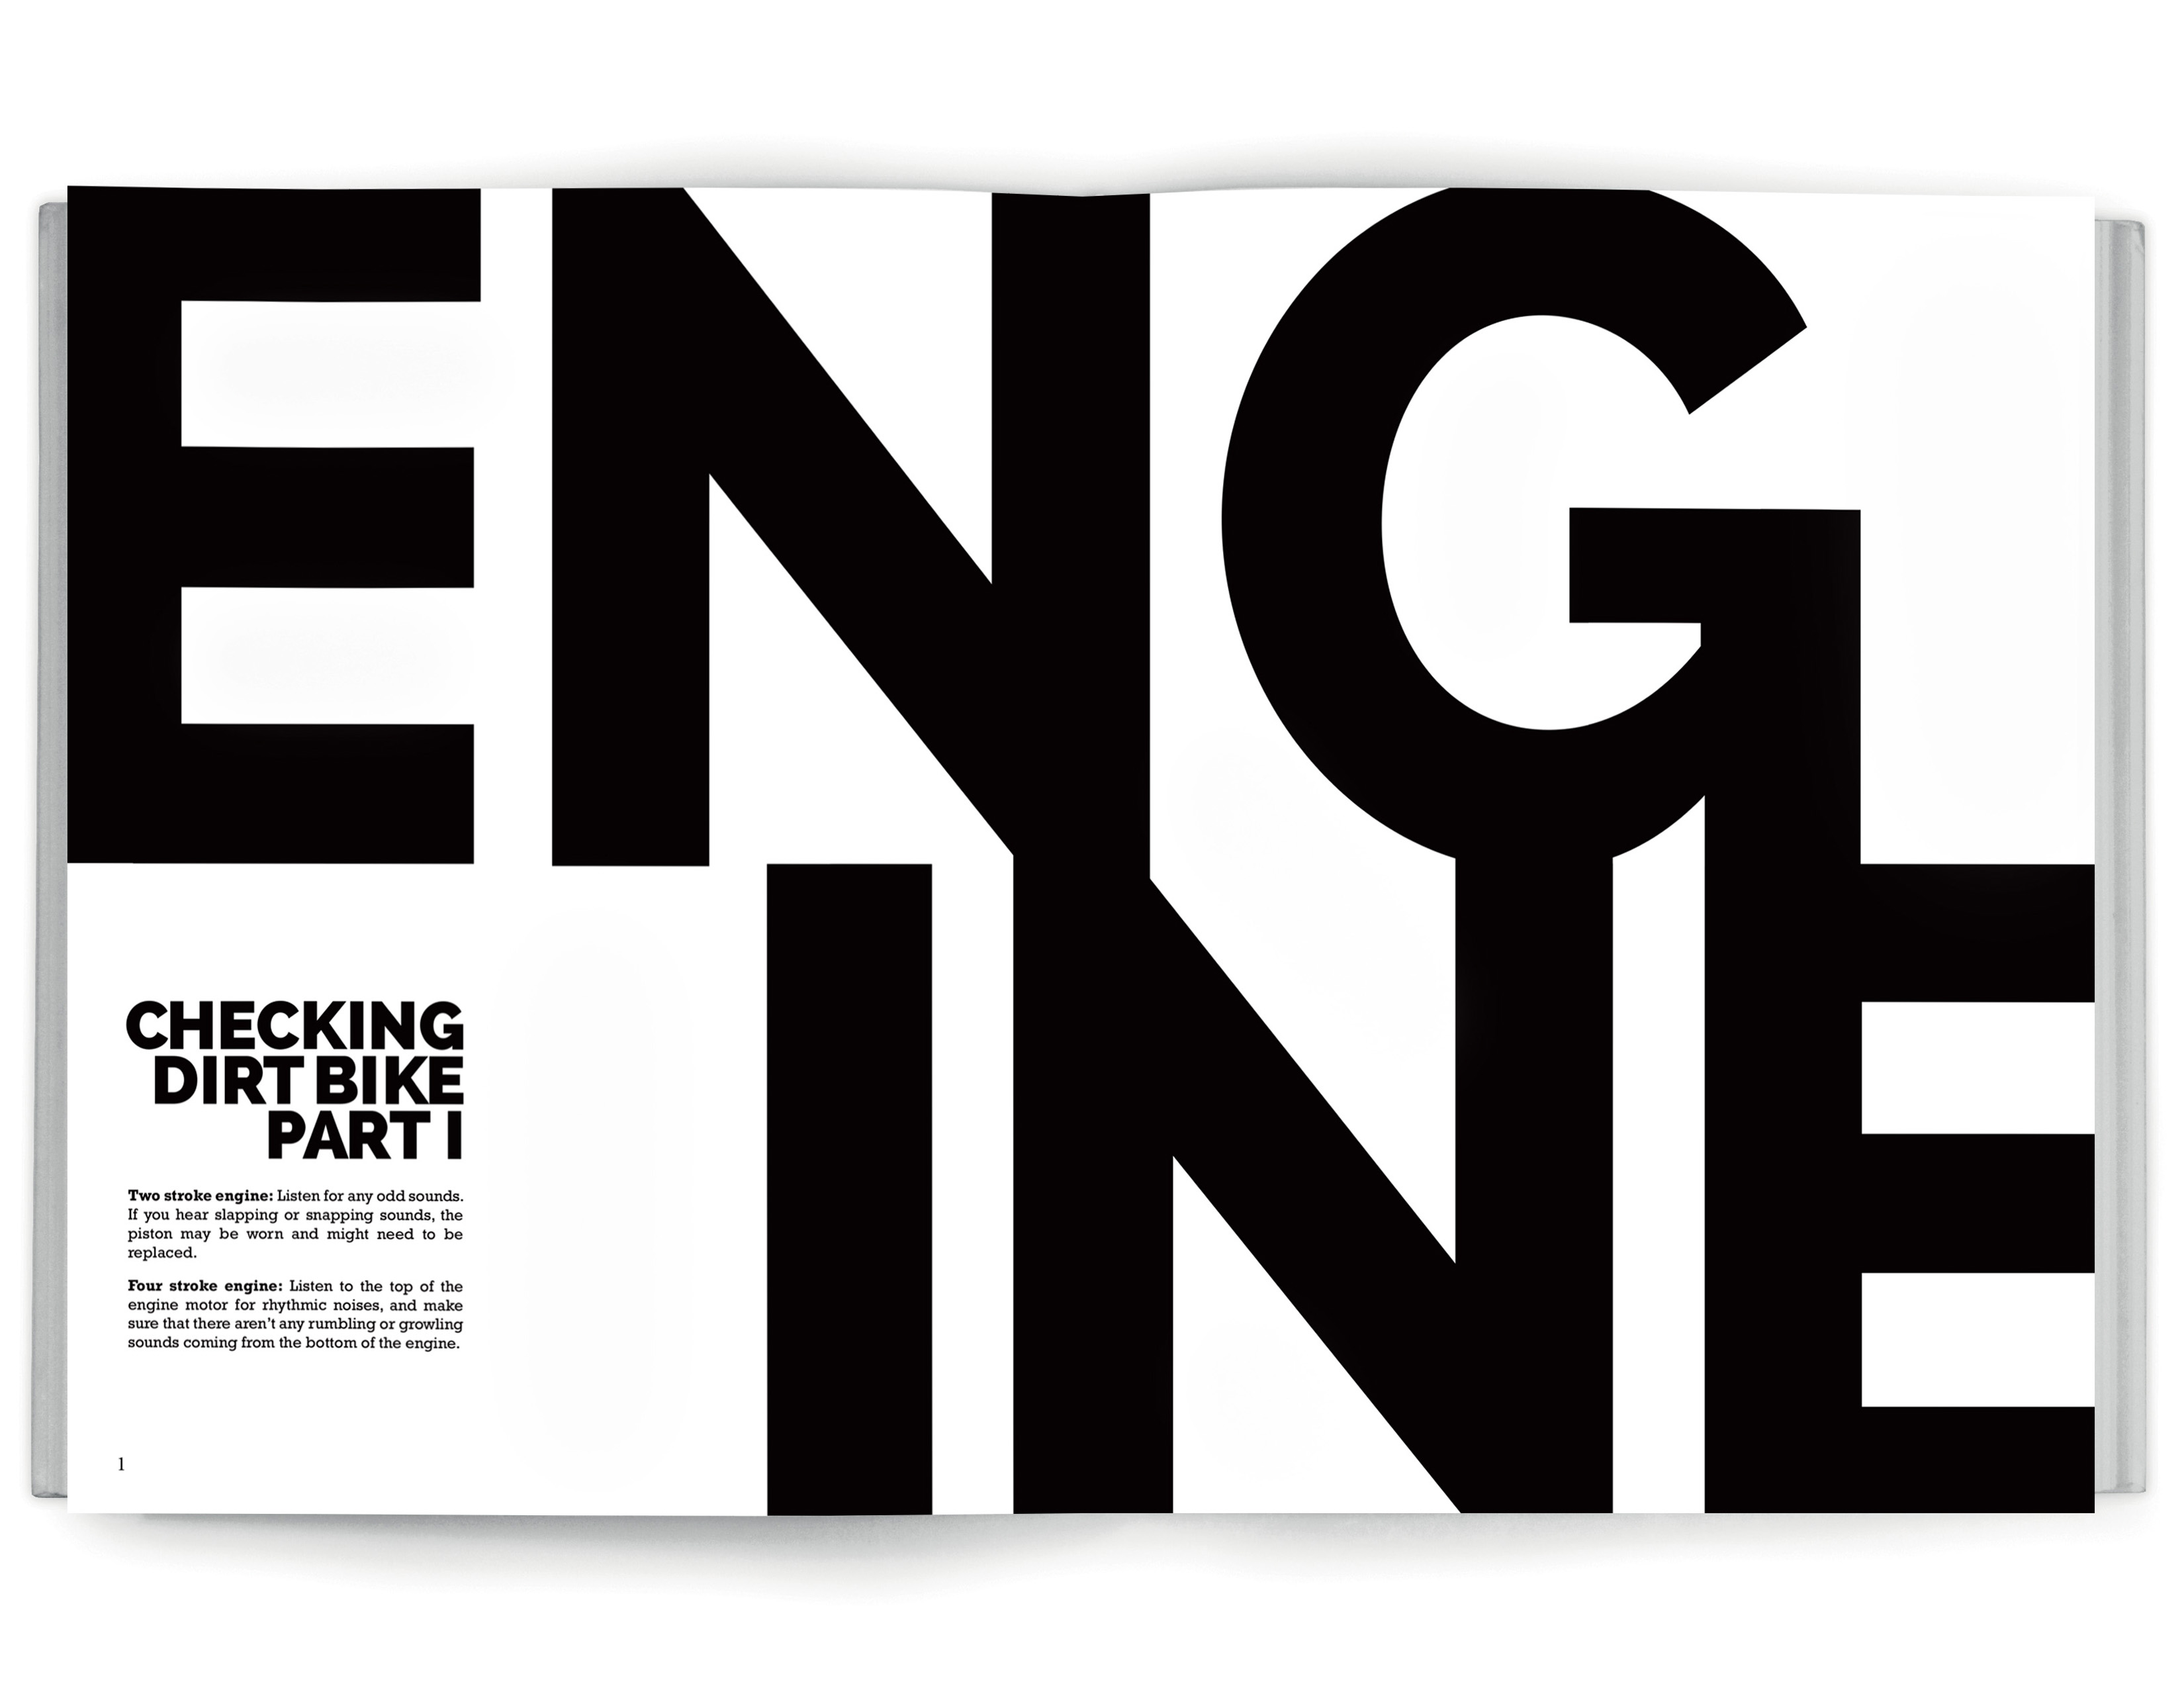 ENG
INE
CHECKING
DIRT BIKE
PART I
Two stroke engine: Listen for any odd sounds.
If you hear slapping or snapping sounds, the
piston may be worn and might need to be
replaced.
Four stroke engine: Listen to the top of the
engine motor for rhythmic noises, and make
sure that there aren't any rumbling or growling
sounds coming from the bottom of the engine.
1